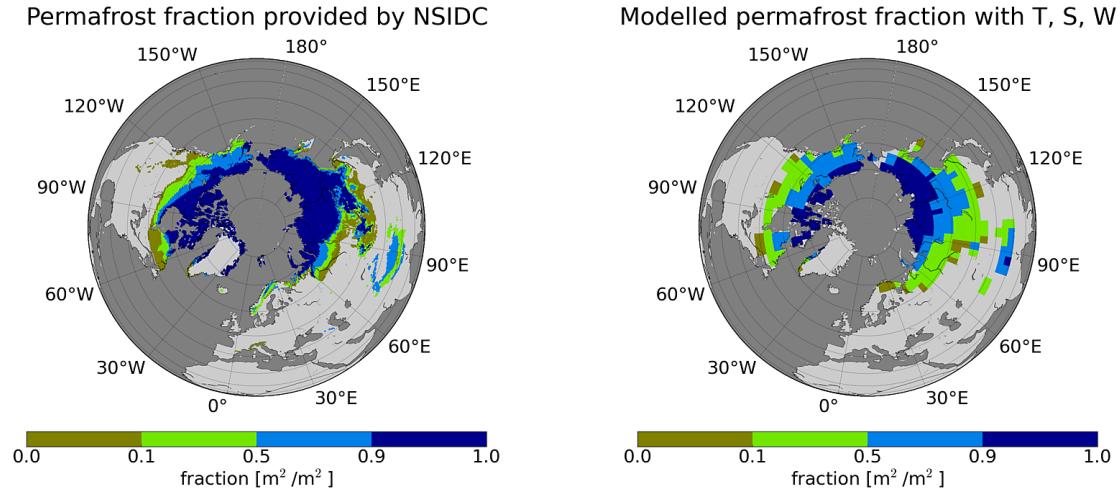 Permafrost fraction provided by NSIDC
180°
150°W
150°E
120°W
120°E
90°W
90°E
60°W
60°E
30°W
30°E
0°
0.0 0.1 0.5 0.9 1.0
fraction [m² /m² ]
Modelled permafrost fraction with T, S, W
180°
150°W
150°E
120°W
120°E
90°W
90°E
60°W
60°E
30°W
30°E
0°
0.0 0.1 0.5 0.9 1.0
fraction [m² /m² ]